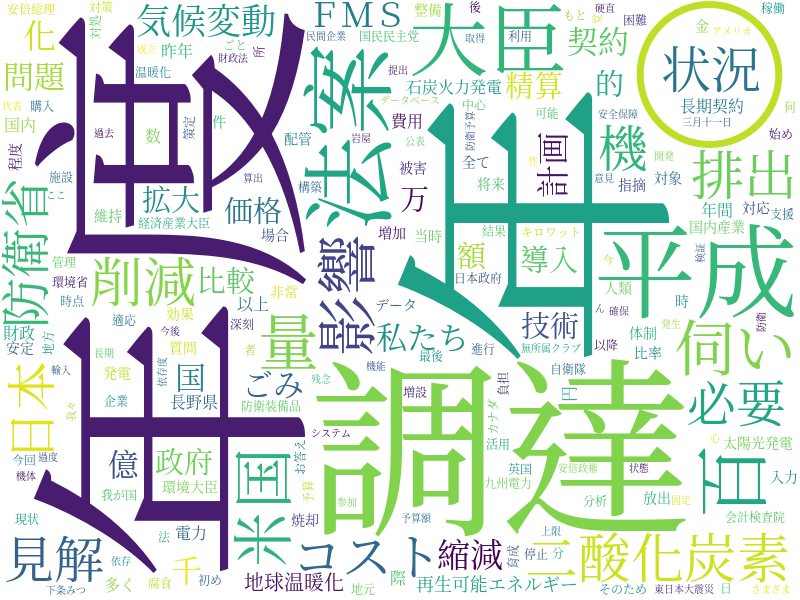 安倍総理
対策
気候変動
FMS
整備
後
困難
もと
党
金
アメリカ
硬直
稼働
化
対処
成立
昨年
ごと
所
民間企業
国民民主党
取得
利用
大臣
契約
状況
問題
温暖化
財政法
法案
石炭火力発電
精算
的
長期契約
三月十一日
代表
購入
過去
策定
数
件
データベース
中心
防衛予算
可能
安全保障
何
国内
配管
費用
公表
岩屋
機
始め
程度
施設
ここ
算出
年度
構築
全て
被害
将来
計画
件
意見
指摘
開発
対象
排出
拡大
維持
経済産業大臣
価格
場合
万
増加
当時
結果
額
キロワット
導入
年
年間
対応
支援
国内産業
防衛省
管理
環境省
時点
削減
比較
影響
非常
以上
データ
日本政府
技術
平成
今
人類
時
検証
ん
確保
財政
安定
地方
適応
効果
今後
深刻
量
私たち
最後
進行
無所属クラブ
以降
体制
比率
発生
防衛
伺い
日本
輸入
長期
発電
依存度
質問
者
国
ごみ
残念
機能
増設
カナダ
負担
自衛隊
円
必要
我々
企業
長野県
防衛装備品
調達
百
心
太陽光発電
今回
過度
機体
億
政府
環境大臣
米国
お答え
システム
予算
参加
活用
英国
九州電力
安倍政権
状態
分析
放出
固定
入力
我が国
現状
法
電力
焼却
予算額
上限
会計検査院
見解
千
依存
初め
コスト
縮減
育成
停止
分
二酸化炭素
下条みつ
多く
腐食
地球温暖化
地元
際
再生可能エネルギー
そのため
東日本大震災
日
さまざま